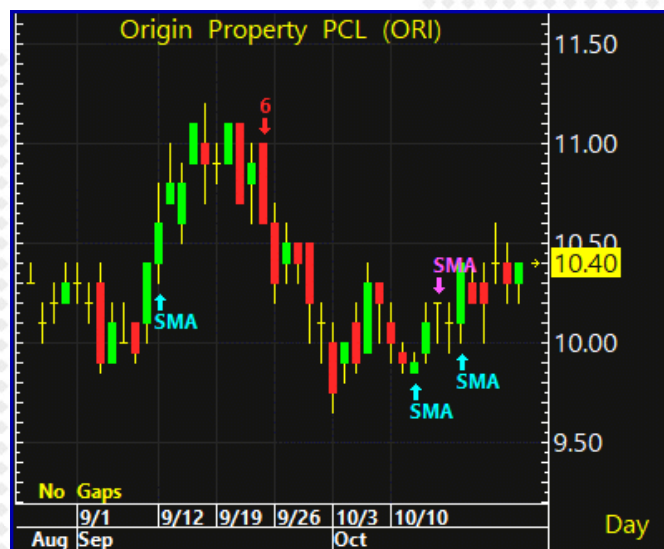 Origin Property PCL (ORI)
11.50
6
11.00
10.50
SMA
10.40
SMA
10.00
SMA
SMA
9.50
No Gaps
9/1 9/12 9/19 9/26 10/3 10/10
Aug Sep Oct
Day